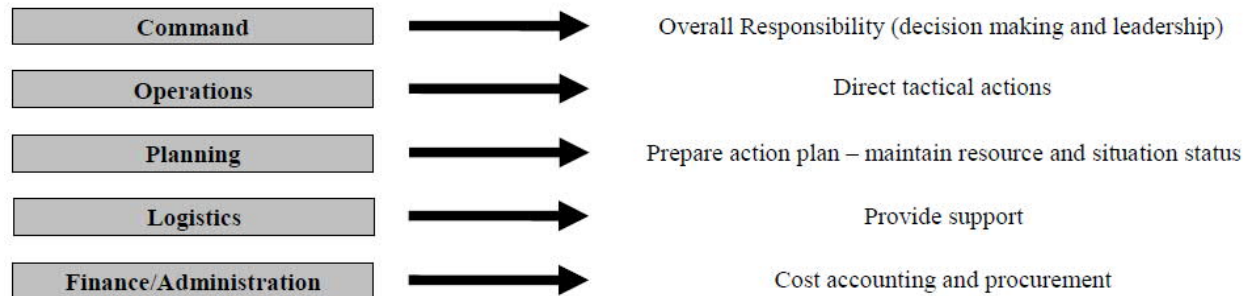 Command Overall Responsibility (decision making and leadership)
Operations Direct tactical actions
Planning Prepare action plan – maintain resource and situation status
Logistics Provide support
Finance/Administration Cost accounting and procurement